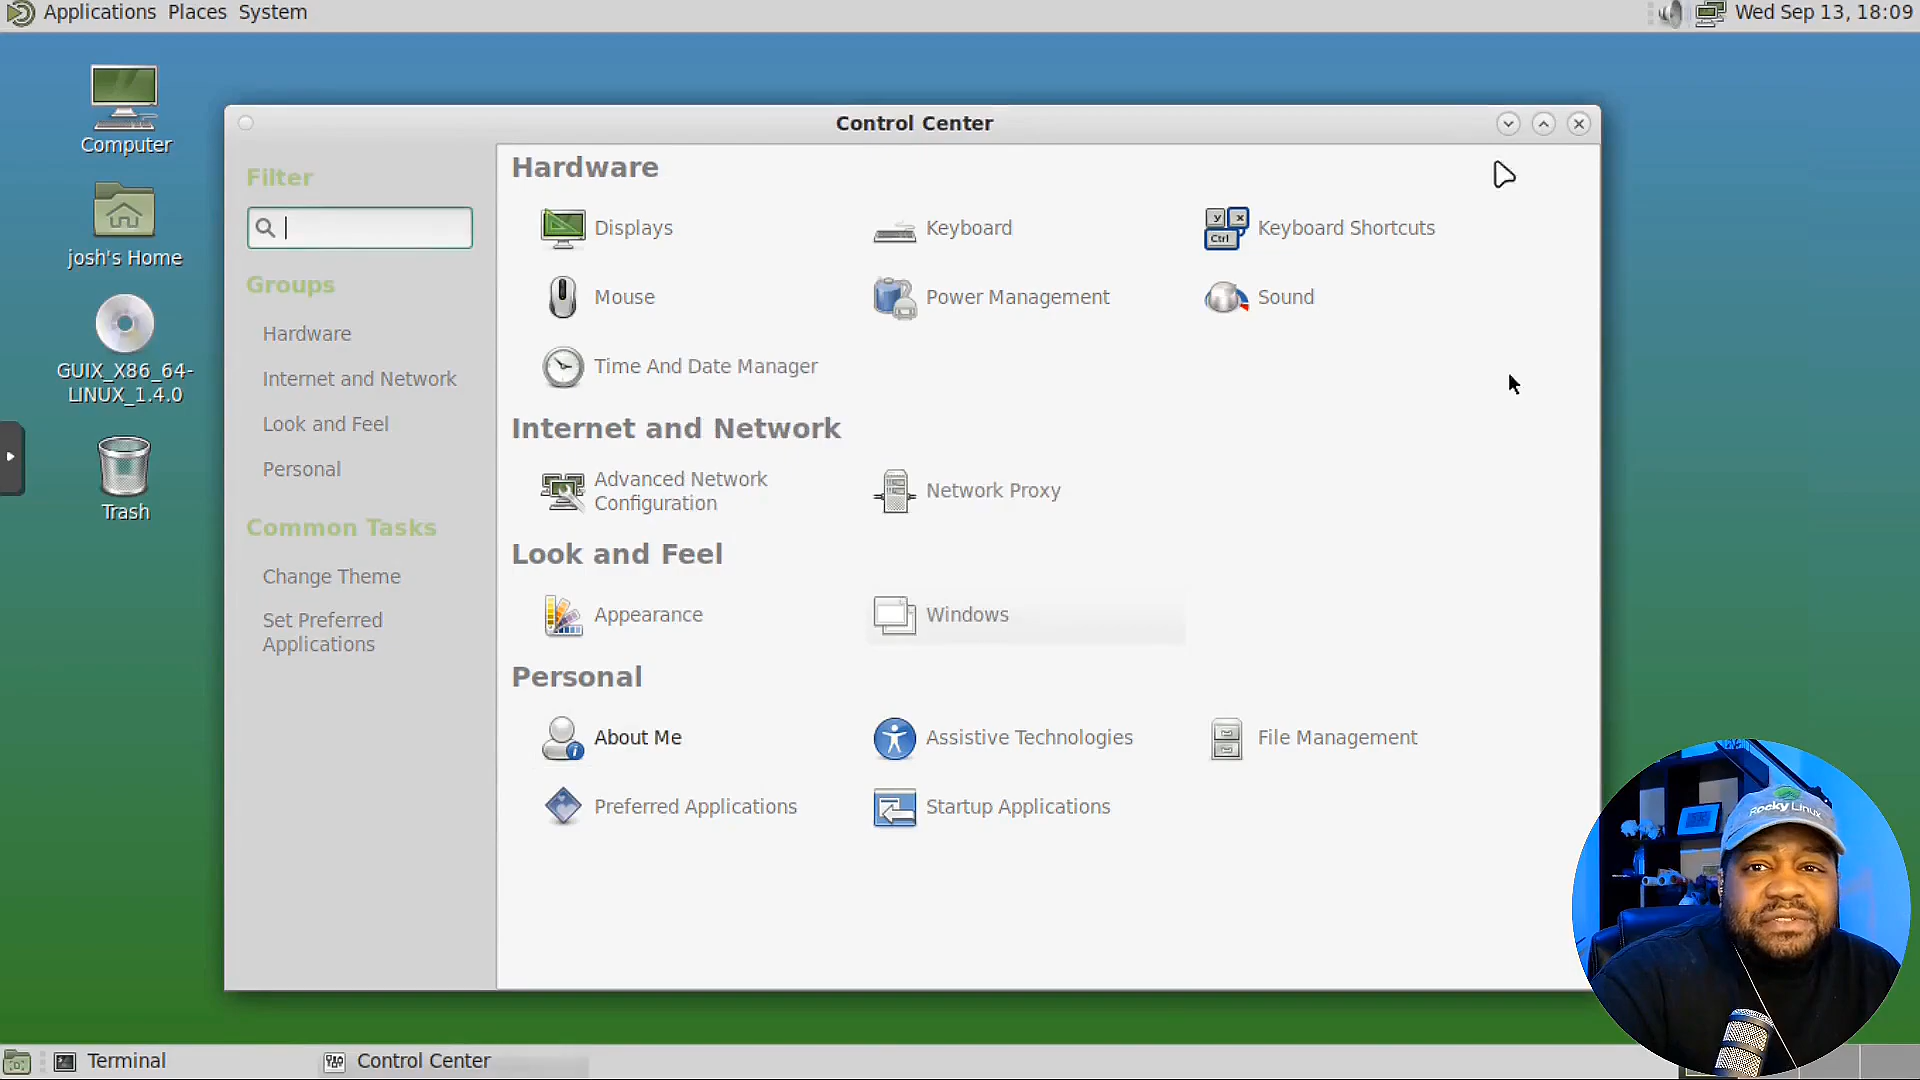 Applications Places System
Wed Sep 13, 18:09
Computer
josh's Home
GUIX_X86_64-
LINUX_1.4.0
Trash
Control Center
Filter
Groups
Hardware
Internet and Network
Look and Feel
Personal
Common Tasks
Change Theme
Set Preferred
Applications
Hardware
Displays
Keyboard
y x
Ctrl
Keyboard Shortcuts
Mouse
Power Management
Sound
Time And Date Manager
Internet and Network
Advanced Network
Configuration
Network Proxy
Look and Feel
Appearance
Windows
Personal
About Me
Assistive Technologies
File Management
Preferred Applications
Startup Applications
Rocky Linux
Terminal
Control Center